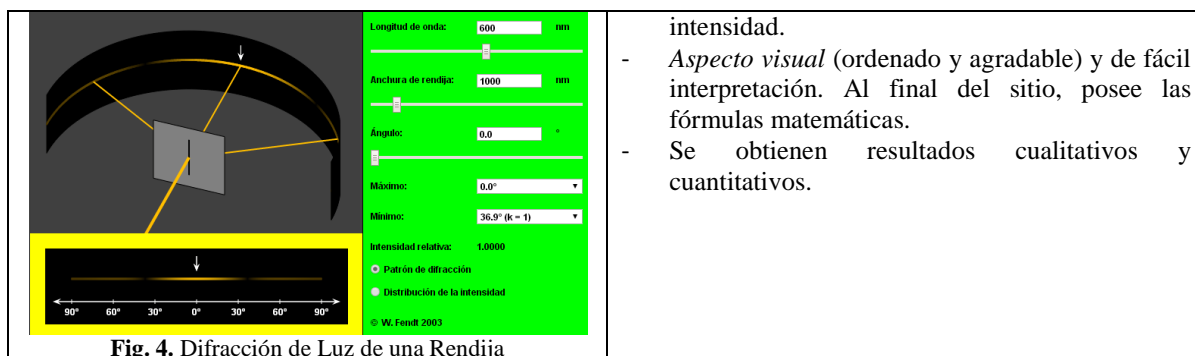 Longitud de onda: 600 nm
Anchura de rendija: 1000 nm
Ángulo: 0.0 °
Máximo: 0.0°
Mínimo: 36.9° (k = 1)
Intensidad relativa: 1.0000
Patrón de difracción
Distribución de la intensidad
© W. Fendt 2003
90° 60° 30° 0° 30° 60° 90°
Fig. 4. Difracción de Luz de una Rendija
intensidad.
- Aspecto visual (ordenado y agradable) y de fácil
interpretación. Al final del sitio, posee las
fórmulas matemáticas.
- Se obtienen resultados cualitativos y
cuantitativos.